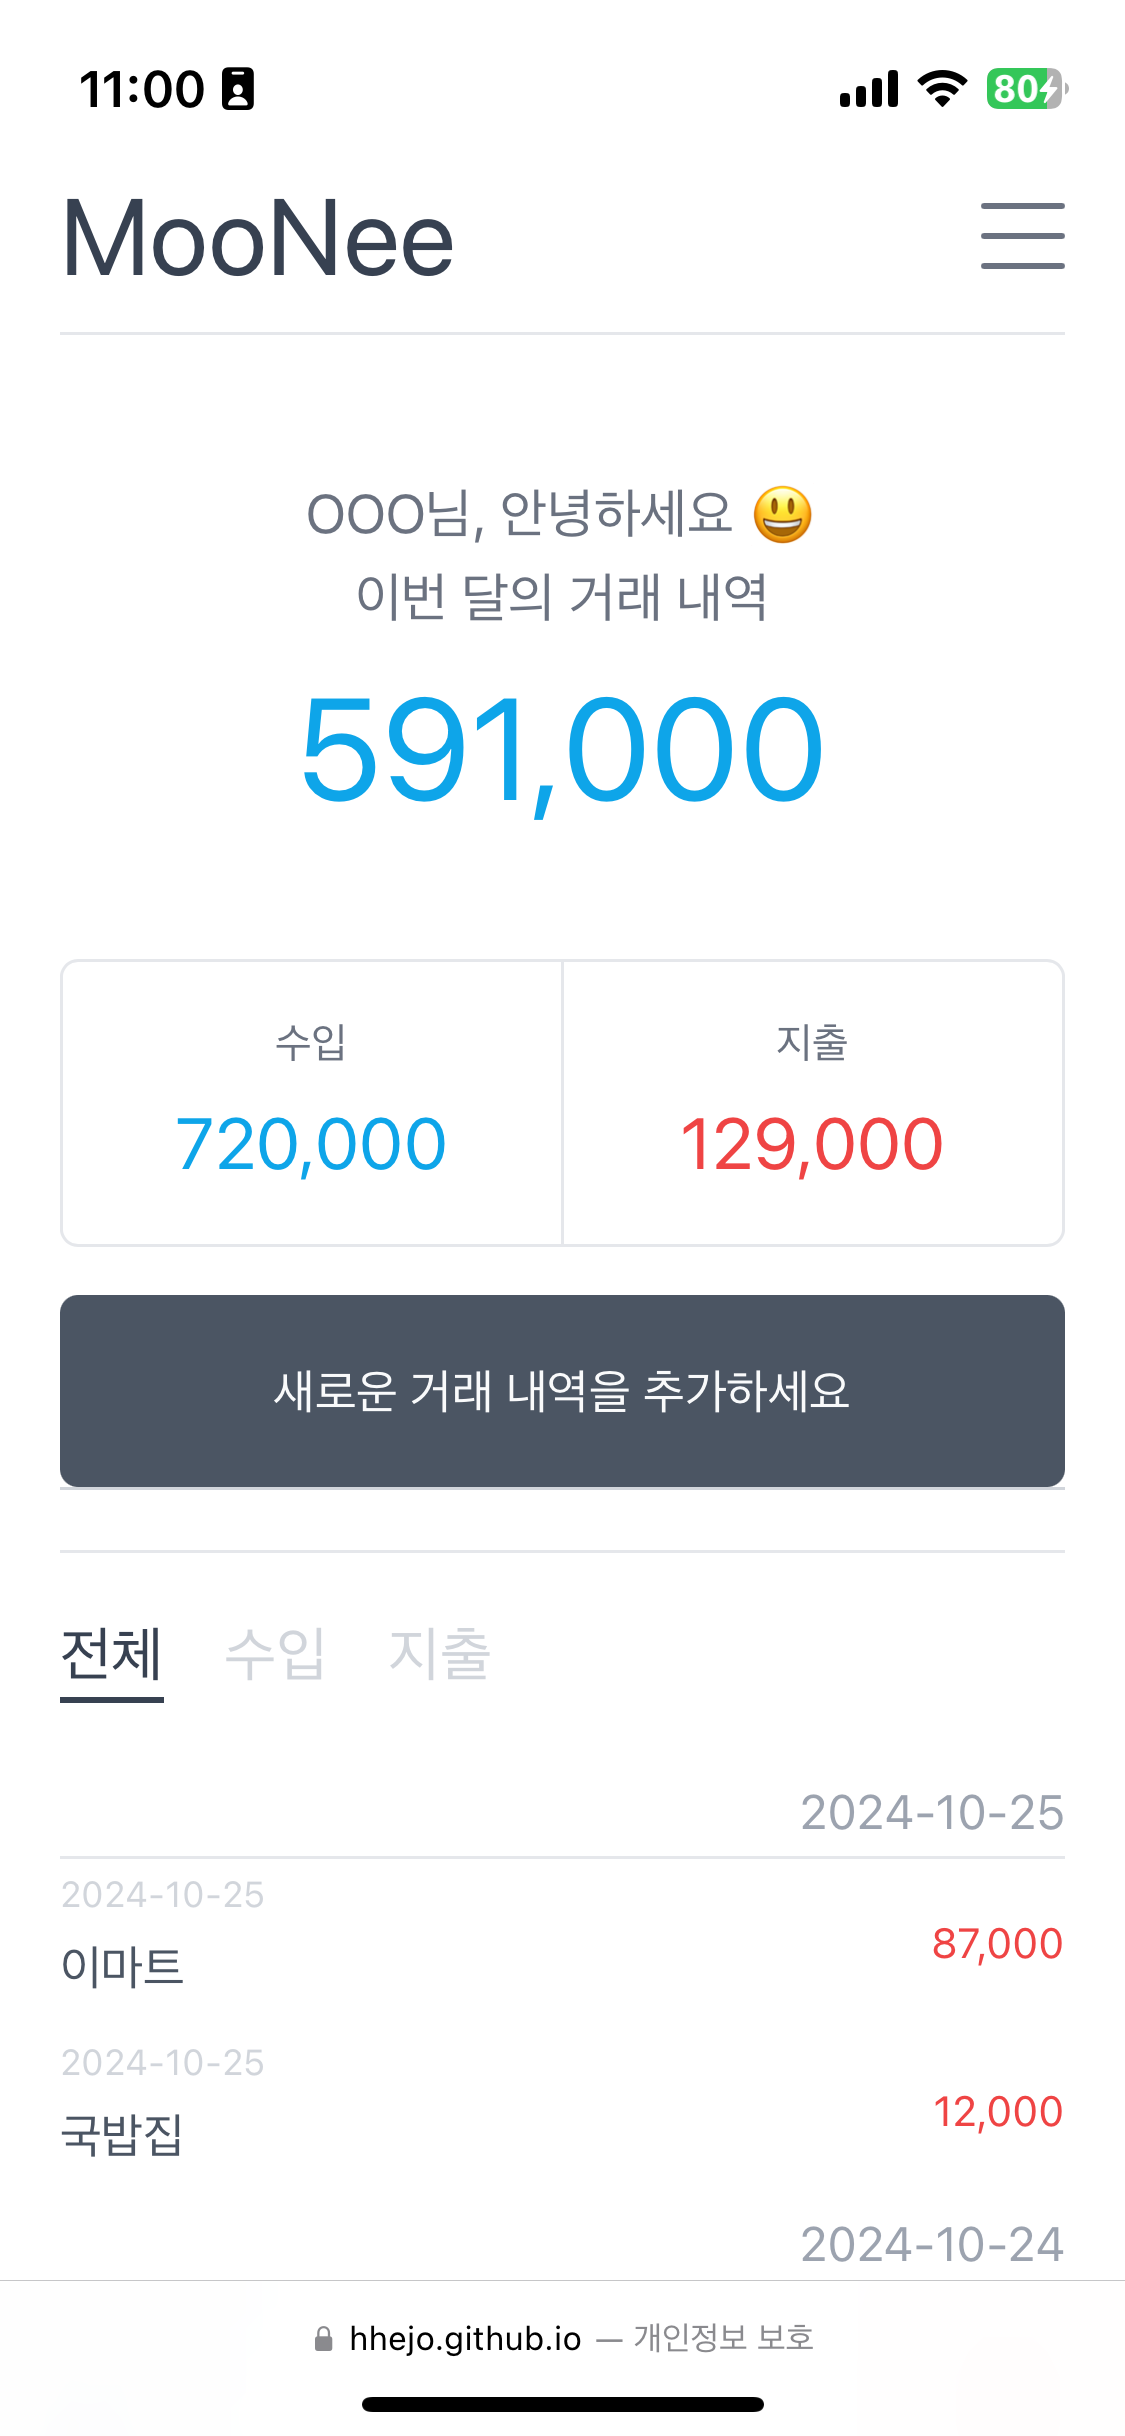 11:00
80
MooNee
OOO님, 안녕하세요 😃
이번 달의 거래 내역
591,000
수입
지출
720,000
129,000
새로운 거래 내역을 추가하세요
전체 수입 지출
2024-10-25
2024-10-25
이마트
87,000
2024-10-25
국밥집
12,000
2024-10-24
hhejo.github.io — 개인정보 보호